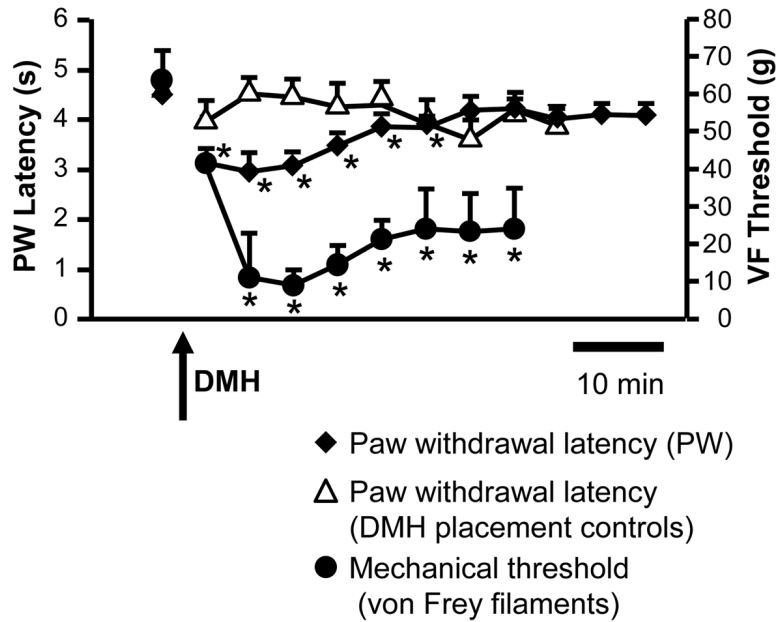 6
5
4
3
2
1
0
PW Latency (s)
80
70
60
50
40
30
20
10
0
VF Threshold (g)
* * * * * * *
* * * * * * *
DMH
10 min
Paw withdrawal latency (PW)
Paw withdrawal latency
(DMH placement controls)
Mechanical threshold
(von Frey filaments)